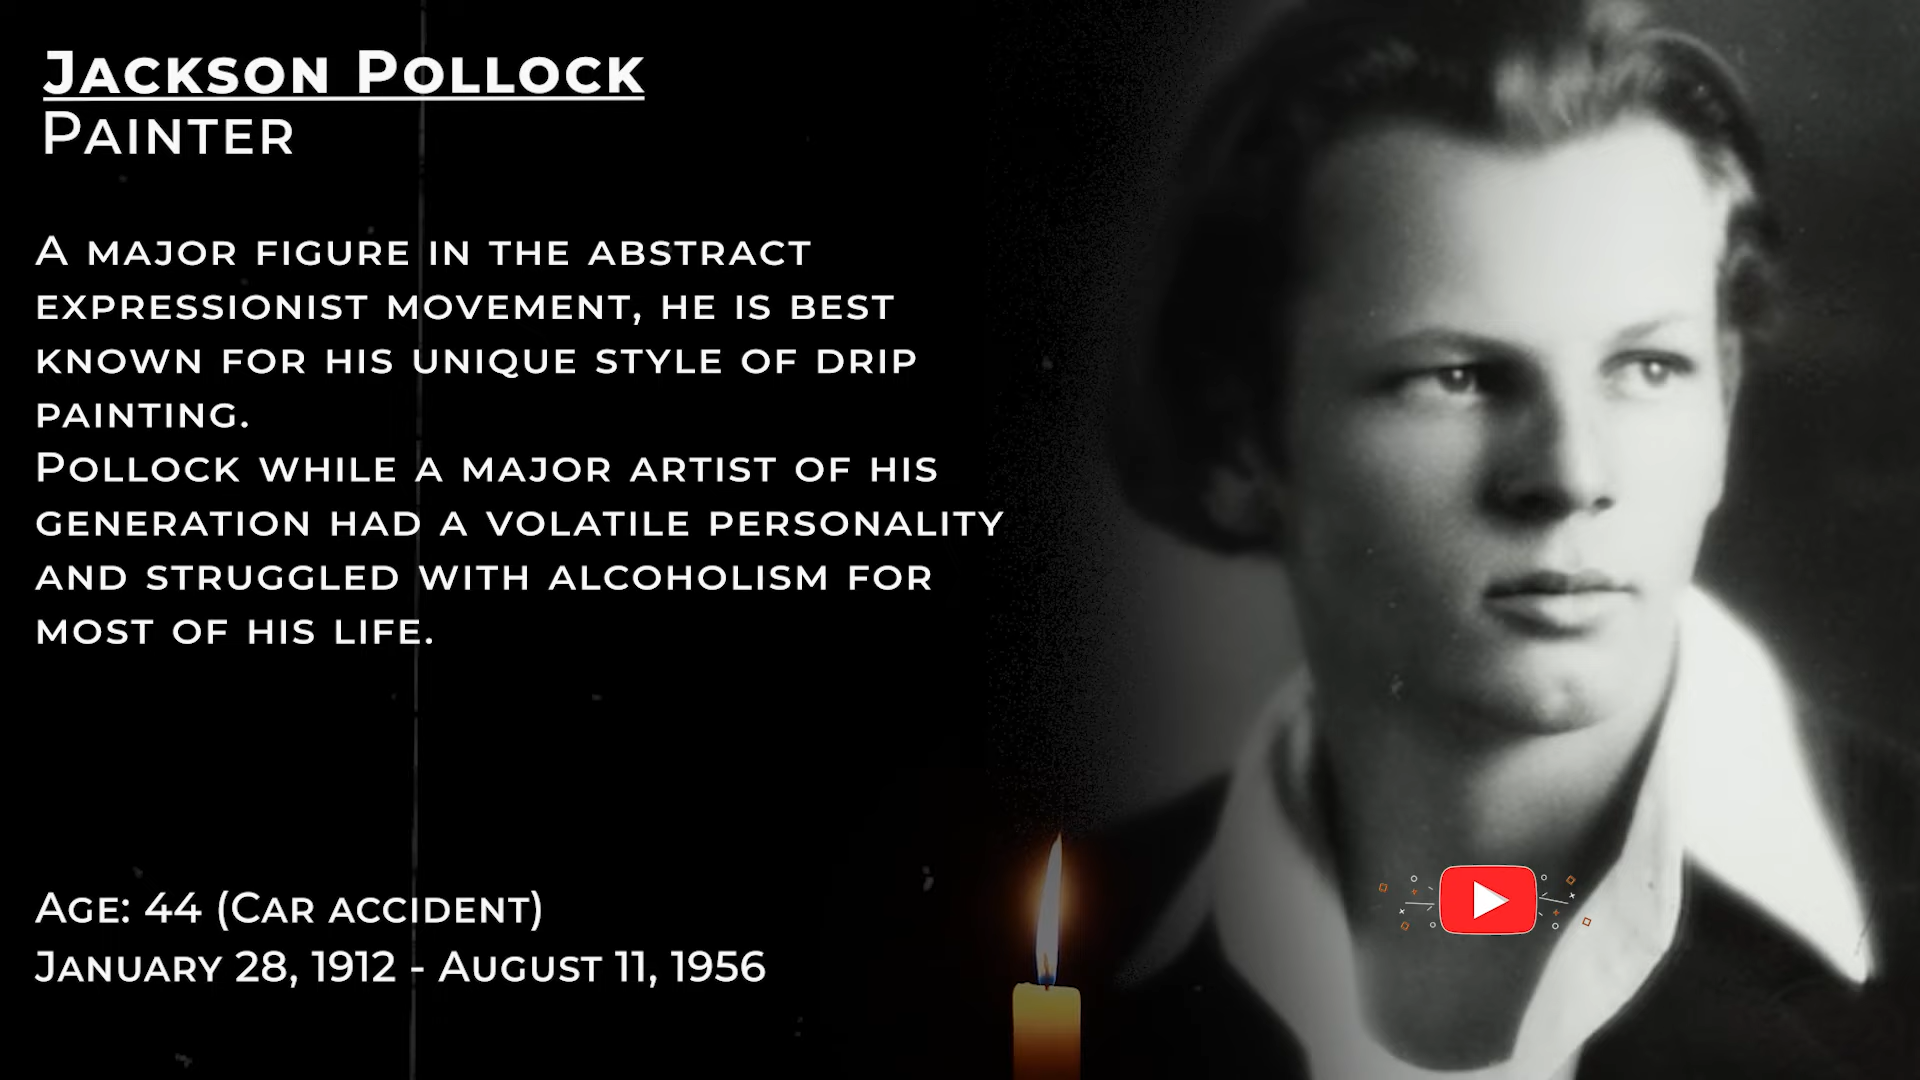 Jackson Pollock
Painter
A major figure in the abstract
expressionist movement, he is best
known for his unique style of drip
painting.
Pollock while a major artist of his
generation had a volatile personality
and struggled with alcoholism for
most of his life.
Age: 44 (Car accident)
January 28, 1912 - August 11, 1956